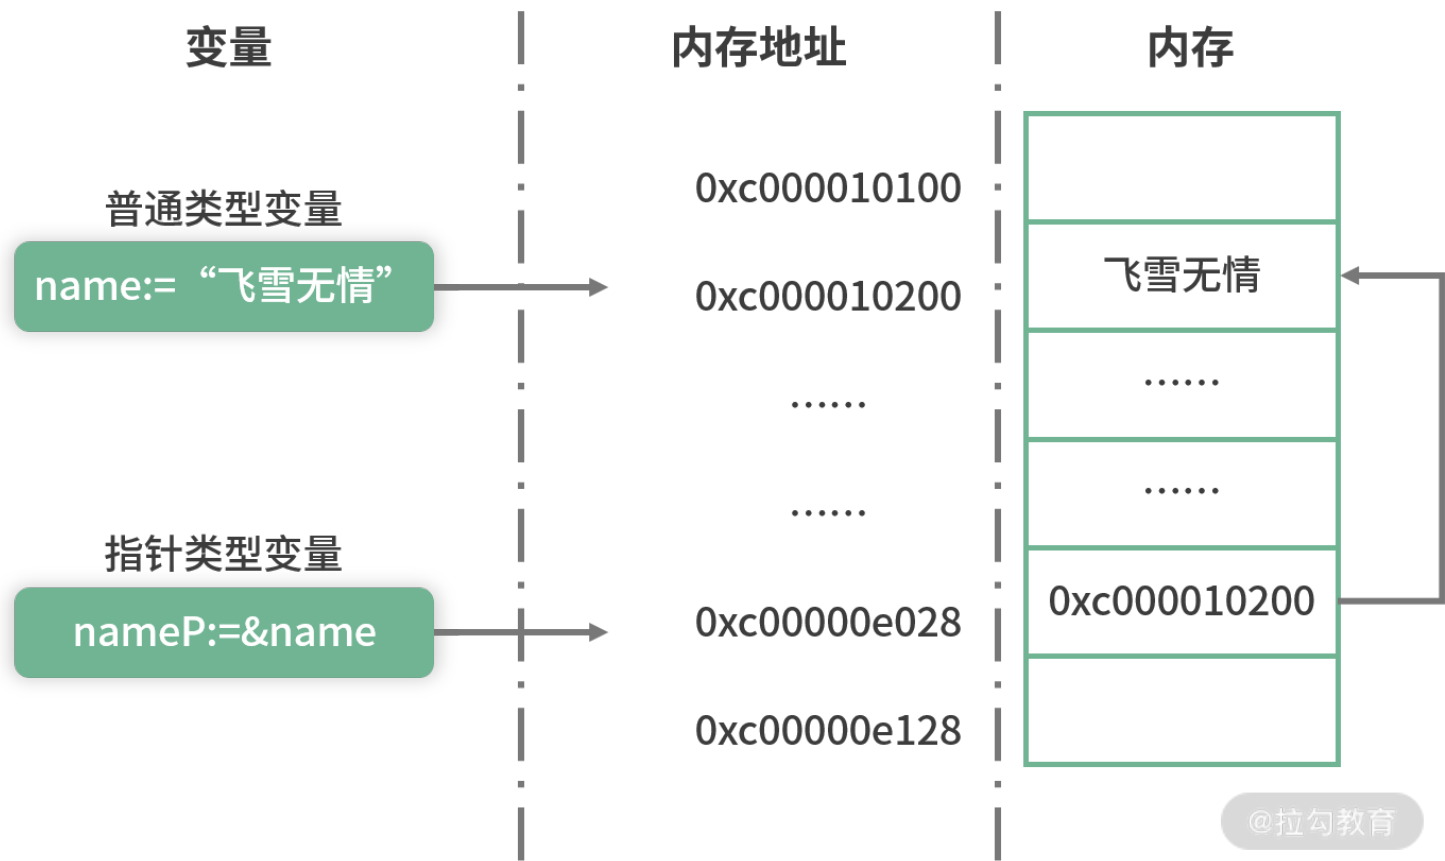 变量
内存地址
内存
普通类型变量
name:=“飞雪无情”
指针类型变量
nameP:=&name
0xc000010100
0xc000010200
……
……
0xc00000e028
0xc00000e128
飞雪无情
……
……
0xc000010200
@拉勾教育